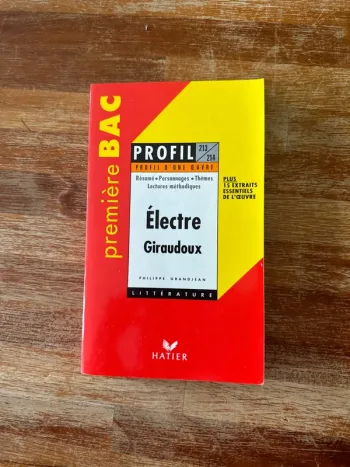 première BAC
PROFIL 213/214
PROFIL D'UNE ŒUVRE
Résumé • Personnages • Thèmes
Lectures méthodiques
PLUS
15 EXTRAITS
ESSENTIELS
DE L'ŒUVRE
Électre
Giraudoux
PHILIPPE GRANDJEAN
LITTÉRATURE
HATIER